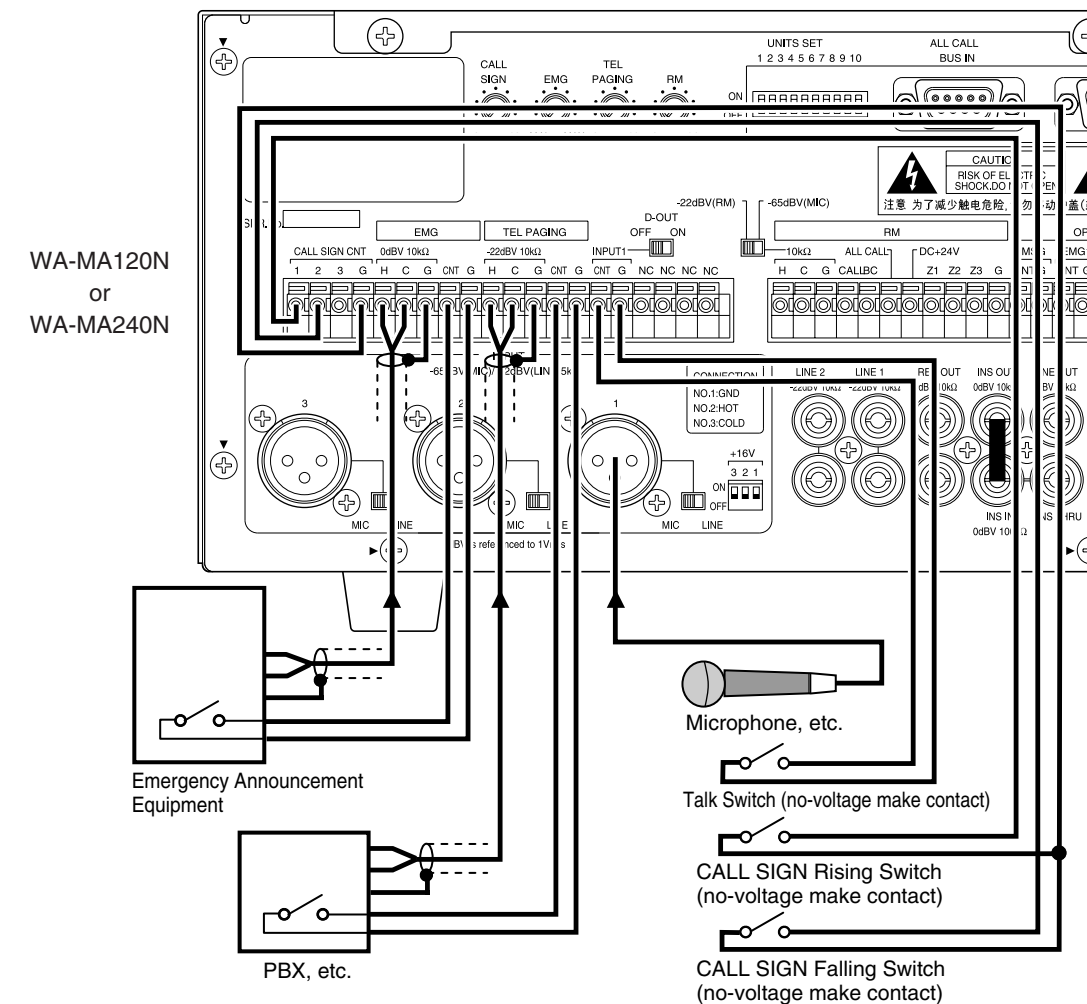 UNITS SET
1 2 3 4 5 6 7 8 9 10
ALL CALL
BUS IN
CALL
SIGN
EMG
TEL
PAGING
RM
ON
CAUTIO
RISK OF EL
SHOCK.DO
注意
为了减少触电危险,
-22dBV(RM)
-65dBV(MIC)
D-OUT
OFF ON
EMG
TEL PAGING
RM
WA-MA120N
or
WA-MA240N
CALL SIGN CNT
0dBV 10kΩ
-22dBV 10kΩ
INPUT1
10kΩ
ALL CALL
DC+24V
1 2 3 G H C G CNT G H C G CNT G CNT G NC NC NC NC
H C G CALL BC Z1 Z2 Z3 G
CONNECTION
NO.1:GND
NO.2:HOT
NO.3:COLD
LINE 2
LINE 1
-22dBV 10kΩ
-22dBV 10kΩ
OUT
INS OU
0dBV 10k
3
2
1
+16V
3 2 1
ON
OFF
MIC
MIC
MIC LINE
INS IN
0dBV 10
Emergency Announcement
Equipment
PBX, etc.
Microphone, etc.
Talk Switch (no-voltage make contact)
CALL SIGN Rising Switch
(no-voltage make contact)
CALL SIGN Falling Switch
(no-voltage make contact)